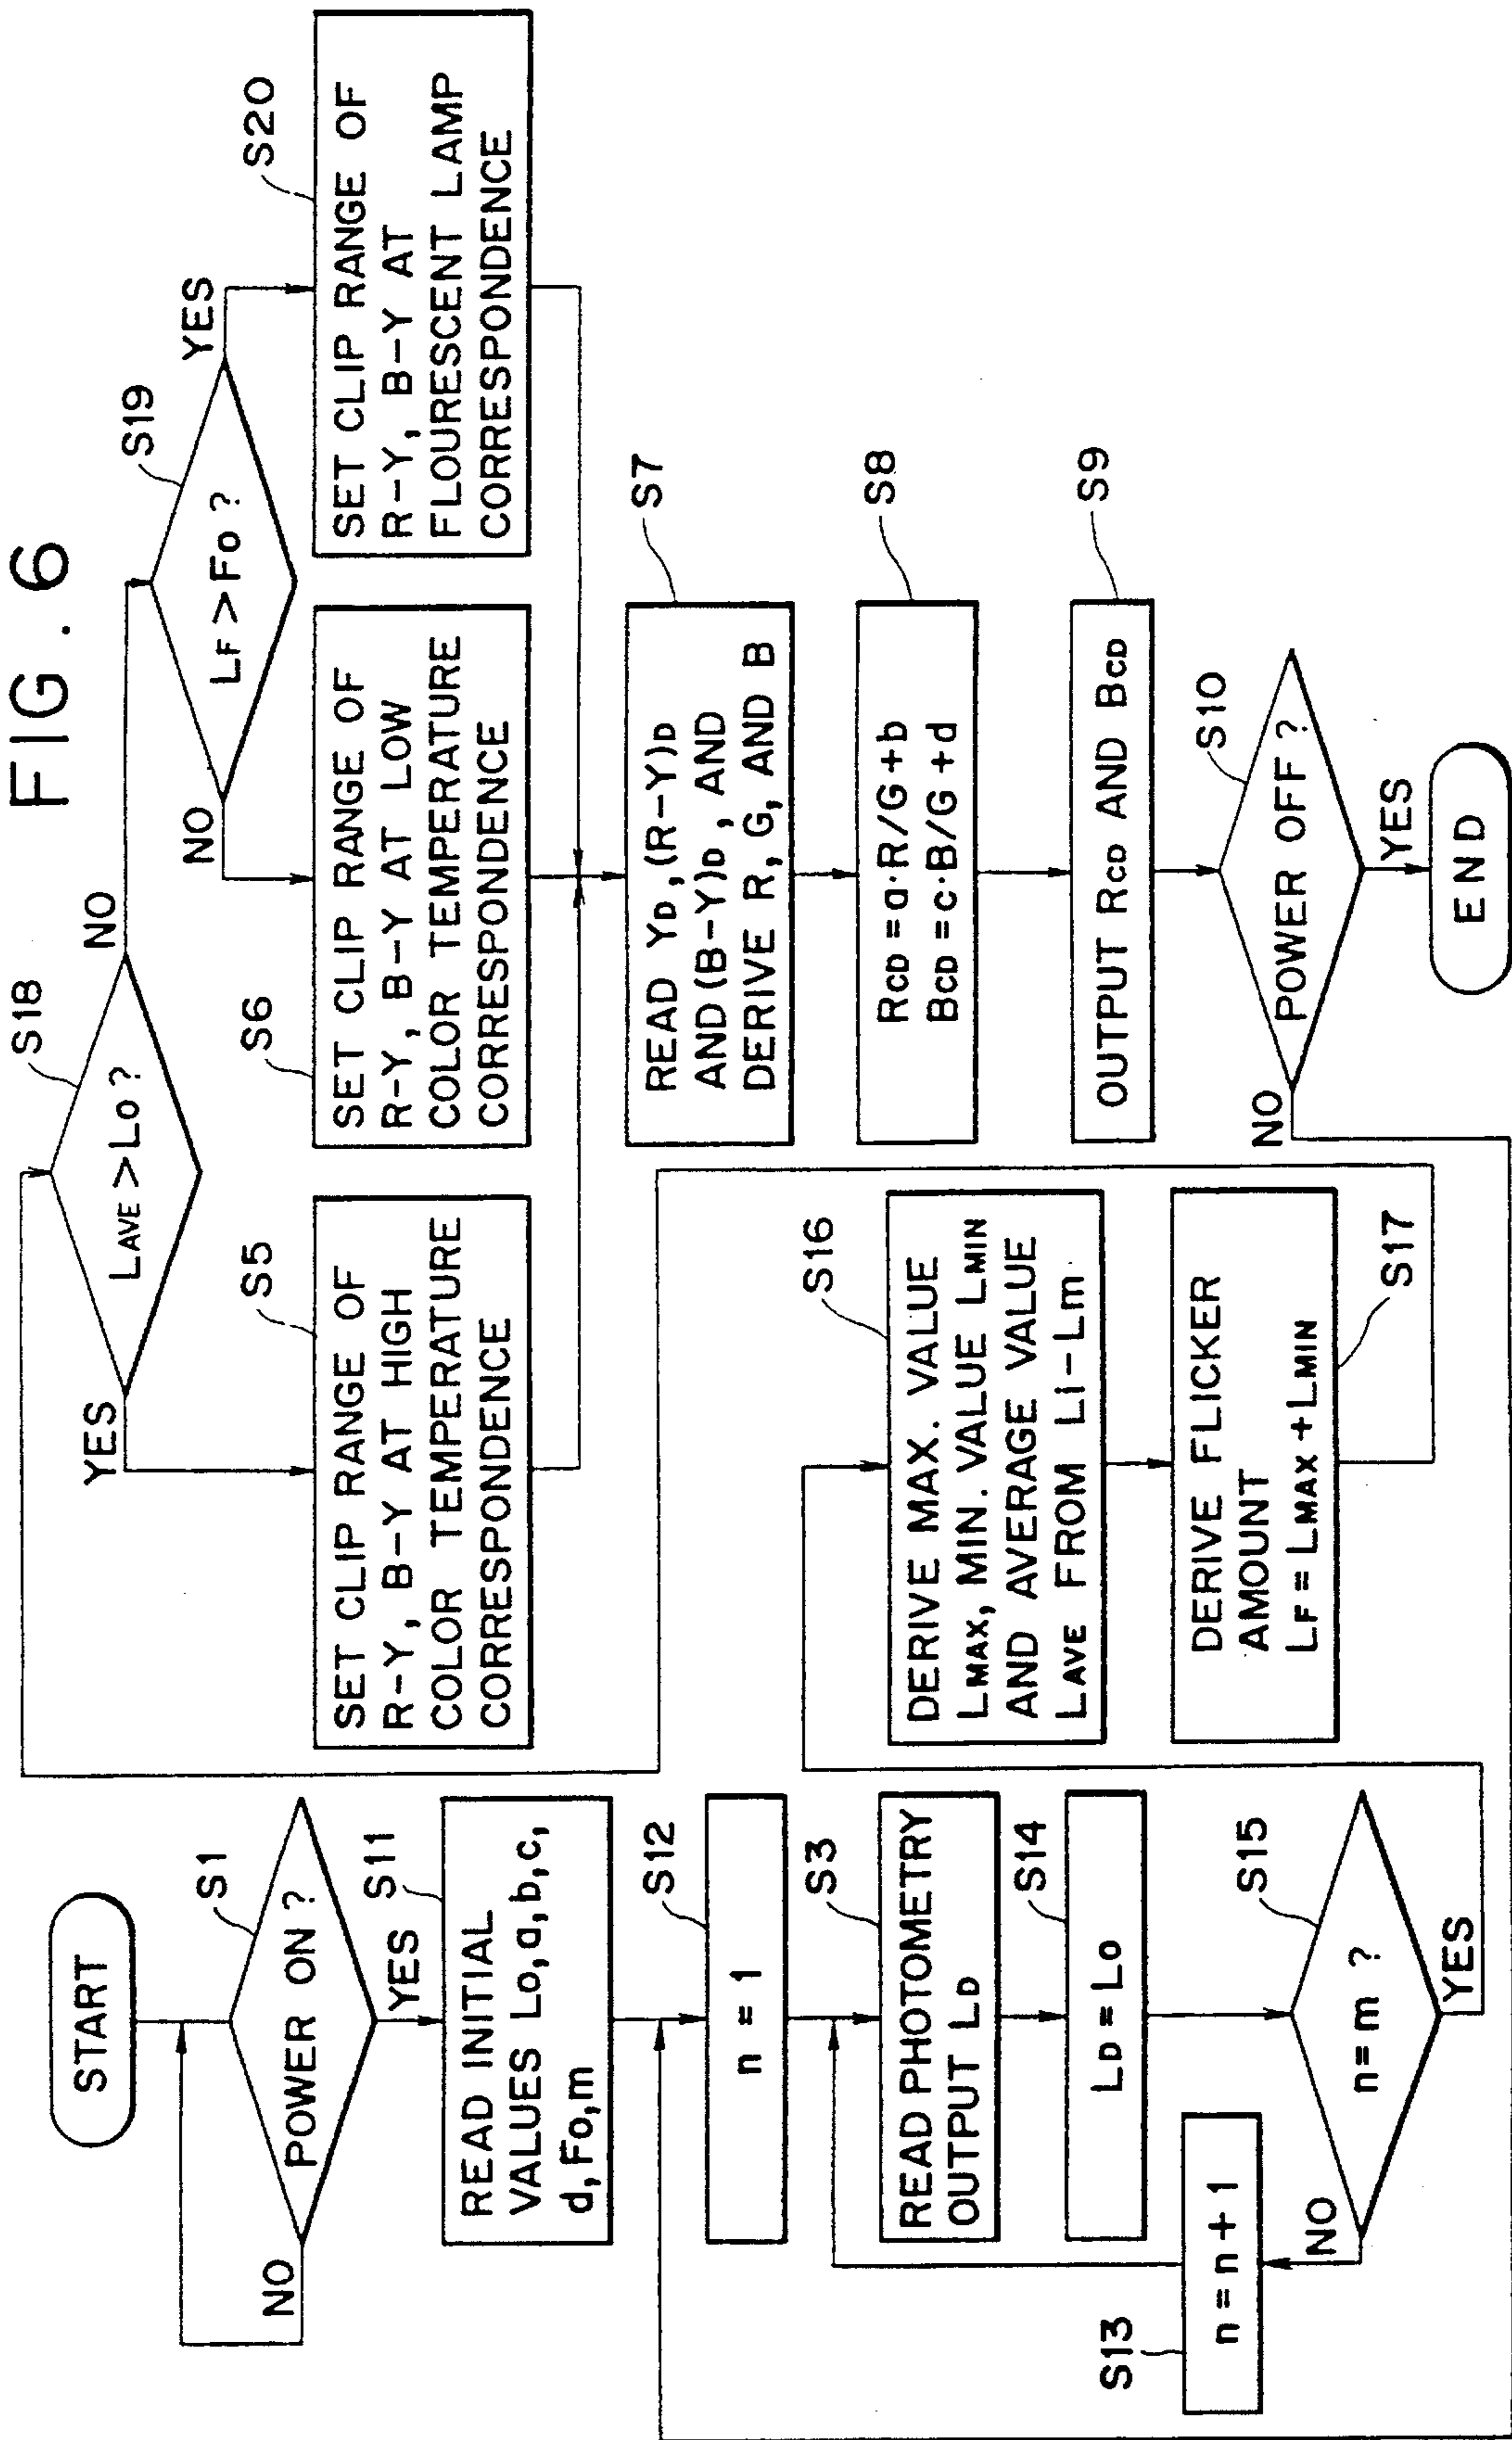 FIG. 6
START
S1
POWER ON ?
NO
YES
S11
READ INITIAL
VALUES LO, a, b, c,
d, FO, m
S12
n = 1
S3
READ PHOTOMETRY
OUTPUT LD
S14
LD = LO
S15
n = m ?
NO
YES
S13
n = n + 1
S16
DERIVE MAX. VALUE
LMAX, MIN. VALUE LMIN
AND AVERAGE VALUE
LAVE FROM Li - Lm
DERIVE FLICKER
AMOUNT
LF = LMAX + LMIN
S17
S18
LAVE > LO ?
YES
NO
S5
SET CLIP RANGE OF
R-Y, B-Y AT HIGH
COLOR TEMPERATURE
CORRESPONDENCE
S19
LF > FO ?
NO
YES
S6
SET CLIP RANGE OF
R-Y, B-Y AT LOW
COLOR TEMPERATURE
CORRESPONDENCE
S20
SET CLIP RANGE OF
R-Y, B-Y AT
FLOURESCENT LAMP
CORRESPONDENCE
S7
READ YD, (R-Y)D
AND (B-Y)D, AND
DERIVE R, G, AND B
S8
RCD = a·R/G + b
BCD = c·B/G + d
S9
OUTPUT RCD AND BCD
S10
POWER OFF ?
NO
YES
END